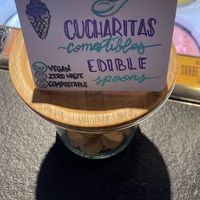 CUCHARITAS
comestibles
EDIBLE
VEGAN
ZERO WASTE
COMPOSTABLE
spoons